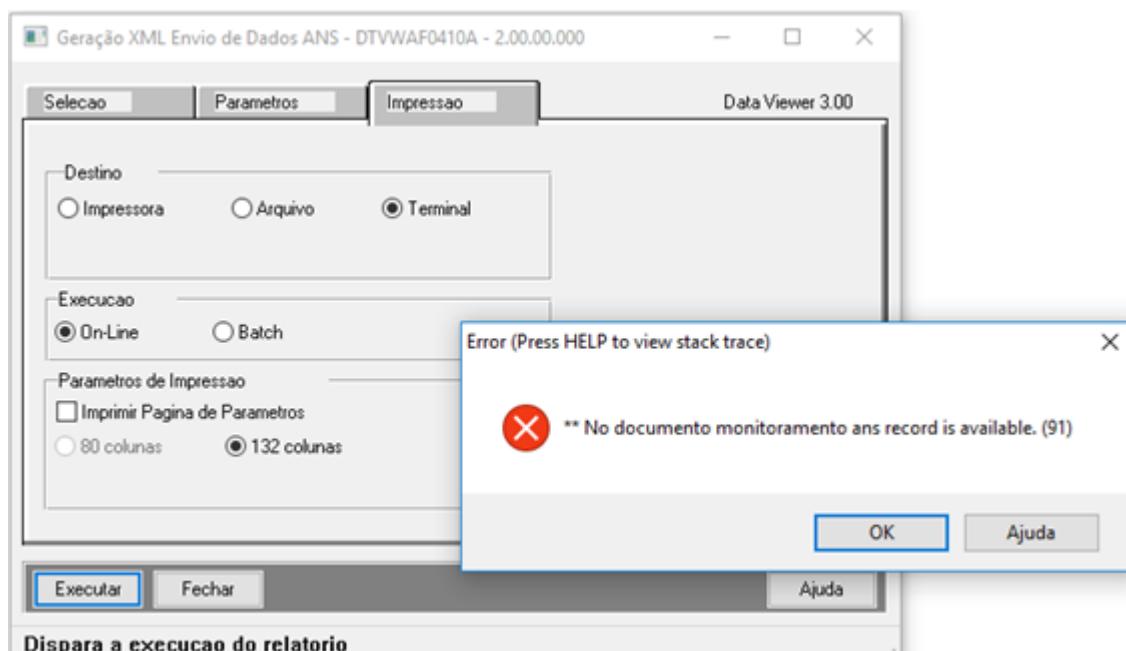 Geração XML Envio de Dados ANS - DTVWAF0410A - 2.00.00.000
Selecao Parametros Impressao Data Viewer 3.00
Destino
Impressora Arquivo Terminal
Execucao
On-Line Batch
Parametros de Impressao
Imprimir Pagina de Parametros
80 colunas 132 colunas
Error (Press HELP to view stack trace)
** No documento monitoramento ans record is available. (91)
OK Ajuda
Executar Fechar Ajuda
Dispara a execucao do relatorio